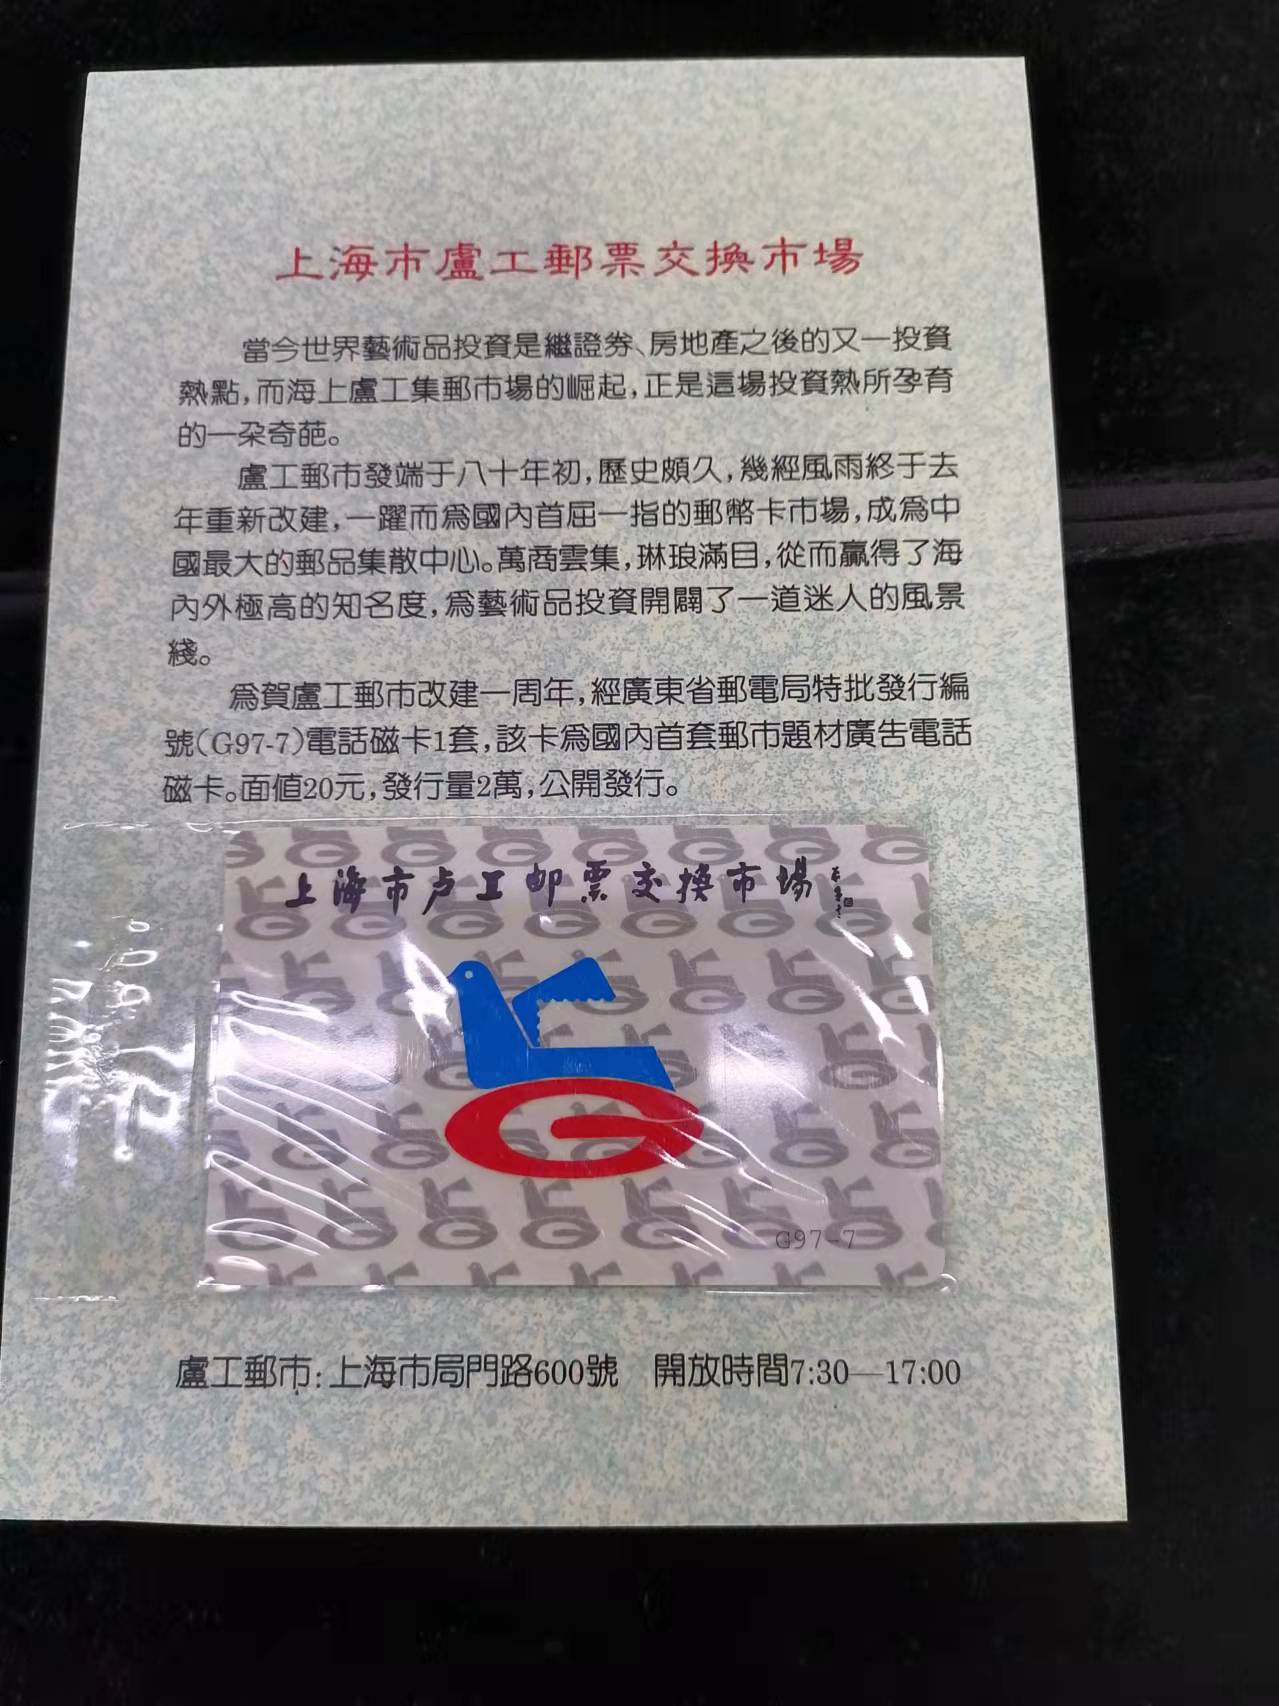 上海市盧工郵票交換市場
當今世界藝術品投資是繼證券、房地產之後的又一投資
熱點,而海上盧工集郵市場的崛起,正是這場投資熱所孕育
的一朵奇葩。
盧工郵市發端于八十年初,歷史頗久,幾經風雨終于去
年重新改建,一躍而爲國內首屈一指的郵幣卡市場,成爲中
國最大的郵品集散中心。萬商雲集,琳琅滿目,從而贏得了海
內外極高的知名度,爲藝術品投資開闢了一道迷人的風景
綫。
爲賀盧工郵市改建一周年,經廣東省郵電局特批發行編
號(G97-7)電話磁卡1套,該卡爲國內首套郵市題材廣告電話
磁卡。面值20元,發行量2萬,公開發行。
上海市卢工邮票交换市場
G97-7
盧工郵市:上海市局門路600號 開放時間7:30—17:00